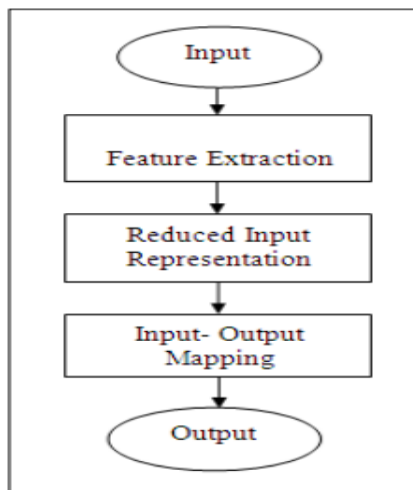 Input
Feature Extraction
Reduced Input
Representation
Input- Output
Mapping
Output